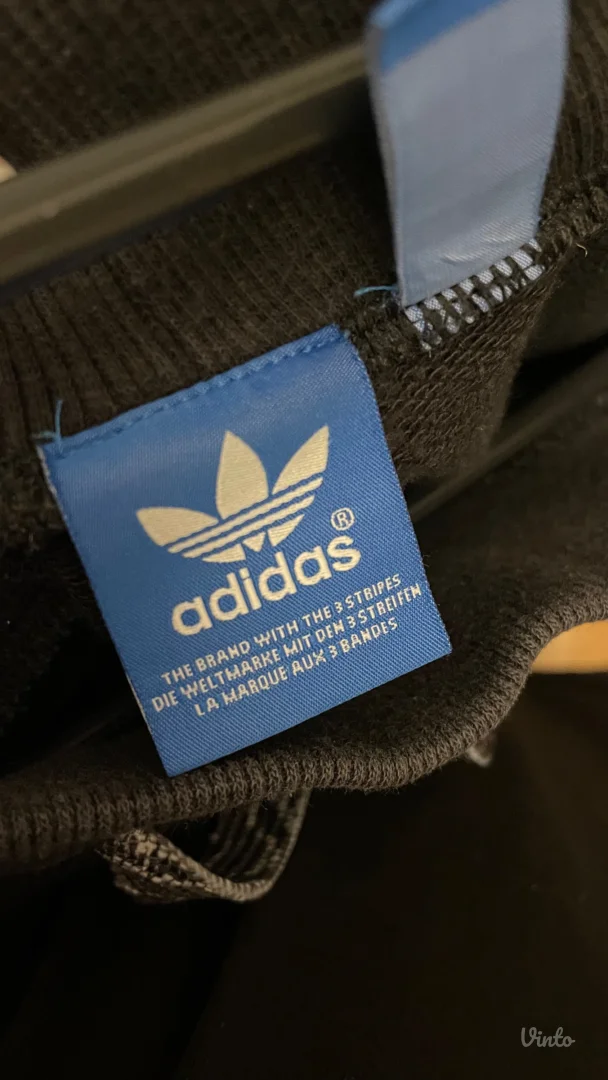 ®
adidas
THE BRAND WITH THE 3 STRIPES
DIE WELTMARKE MIT DEN 3 STREIFEN
LA MARQUE AUX 3 BANDES
Vinto